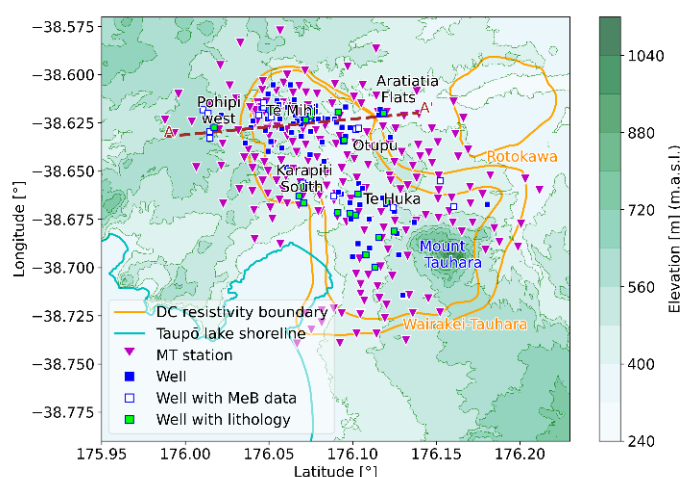 −38.575
−38.600
−38.625
−38.650
−38.675
−38.700
−38.725
−38.750
−38.775
Longitude [°]
175.95
176.00
176.05
176.10
176.15
176.20
Latitude [°]
Aratiatia
Flats
Pohipi
west
Te Mihi
A
A'
Otupu
Rotokawa
Karapiti
South
Te Huka
Mount
Tauhara
Wairakei-Tauhara
DC resistivity boundary
Taupo lake shoreline
MT station
Well
Well with MeB data
Well with lithology
1040
880
720
560
400
240
Elevation [m] (m.a.s.l.)